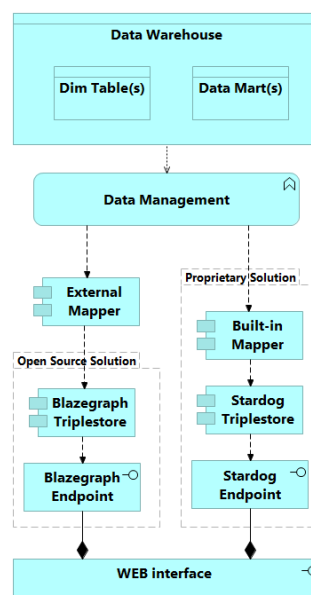 Data Warehouse
Dim Table(s)
Data Mart(s)
Data Management
Proprietary Solution
External
Mapper
Built-in
Mapper
Open Source Solution
Blazegraph
Triplestore
Stardog
Triplestore
Blazegraph
Endpoint
Stardog
Endpoint
WEB interface